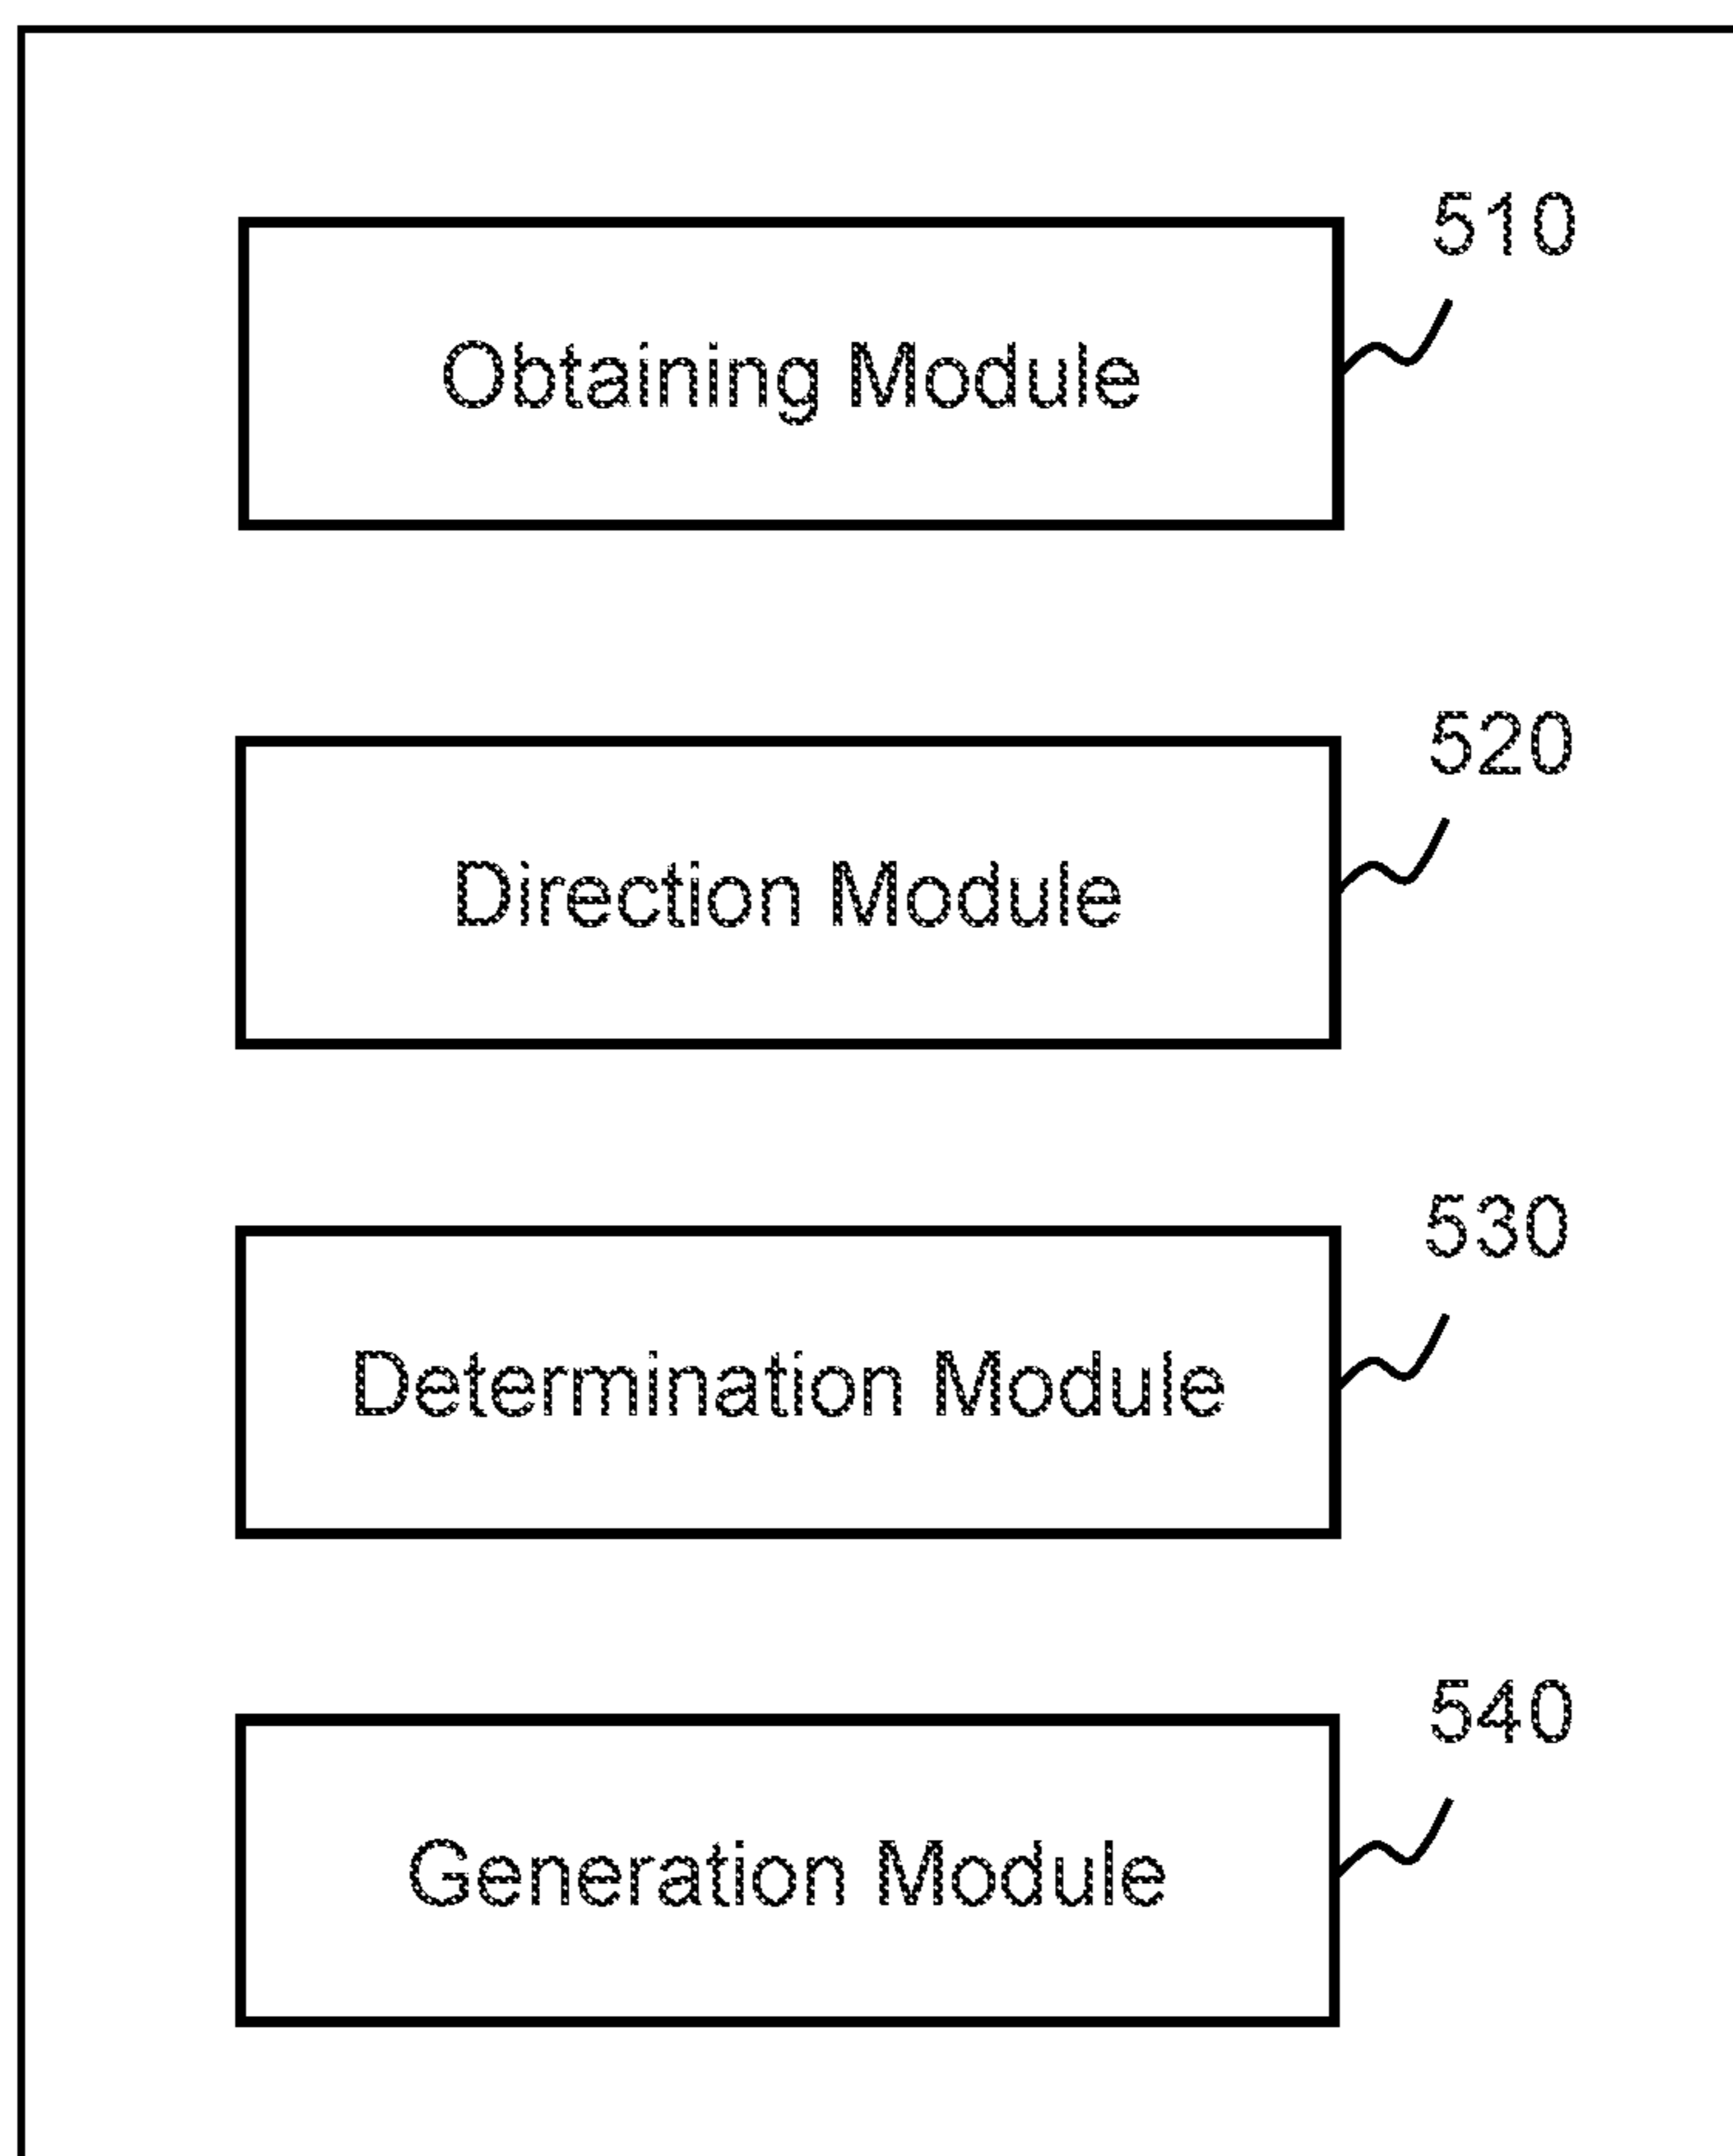 510
Obtaining Module
520
Direction Module
530
Determination Module
540
Generation Module